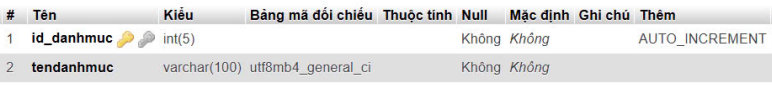 # Tên Kiểu Bảng mã đối chiếu Thuộc tính Null Mặc định Ghi chú Thêm
1 id_danhmuc int(5) Không Không AUTO_INCREMENT
2 tendanhmuc varchar(100) utf8mb4_general_ci Không Không